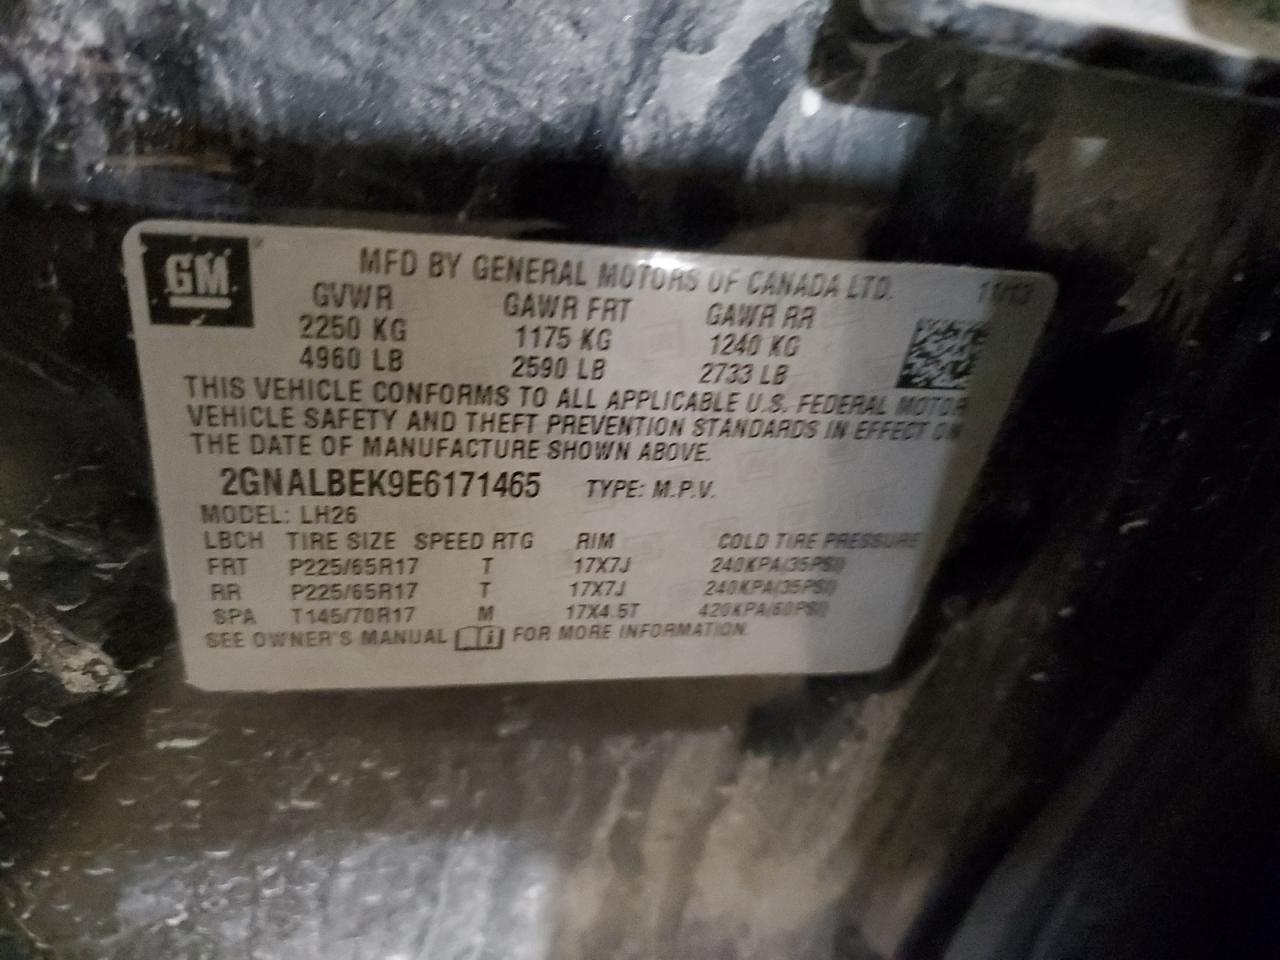 GM
MFD BY GENERAL MOTORS OF CANADA LTD.
11/13
GVWR GAWR FRT GAWR RR
2250 KG 1175 KG 1240 KG
4960 LB 2590 LB 2733 LB
THIS VEHICLE CONFORMS TO ALL APPLICABLE U.S. FEDERAL MOTOR
VEHICLE SAFETY AND THEFT PREVENTION STANDARDS IN EFFECT ON
THE DATE OF MANUFACTURE SHOWN ABOVE.
2GNALBEK9E6171465 TYPE: M.P.V.
MODEL: LH26
LBCH TIRE SIZE SPEED RTG RIM COLD TIRE PRESSURE
FRT P225/65R17 T 17X7J 240KPA(35PSI)
RR P225/65R17 T 17X7J 240KPA(35PSI)
SPA T145/70R17 M 17X4.5T 420KPA(60PSI)
SEE OWNER'S MANUAL FOR MORE INFORMATION.